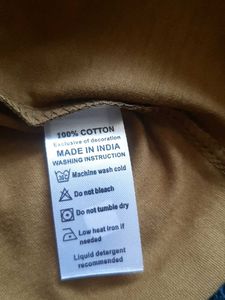 100% COTTON
Exclusive of decoration
MADE IN INDIA
WASHING INSTRUCTION
Machine wash cold
Do not bleach
Do not tumble dry
Low heat iron if
needed
Liquid detergent
recommended